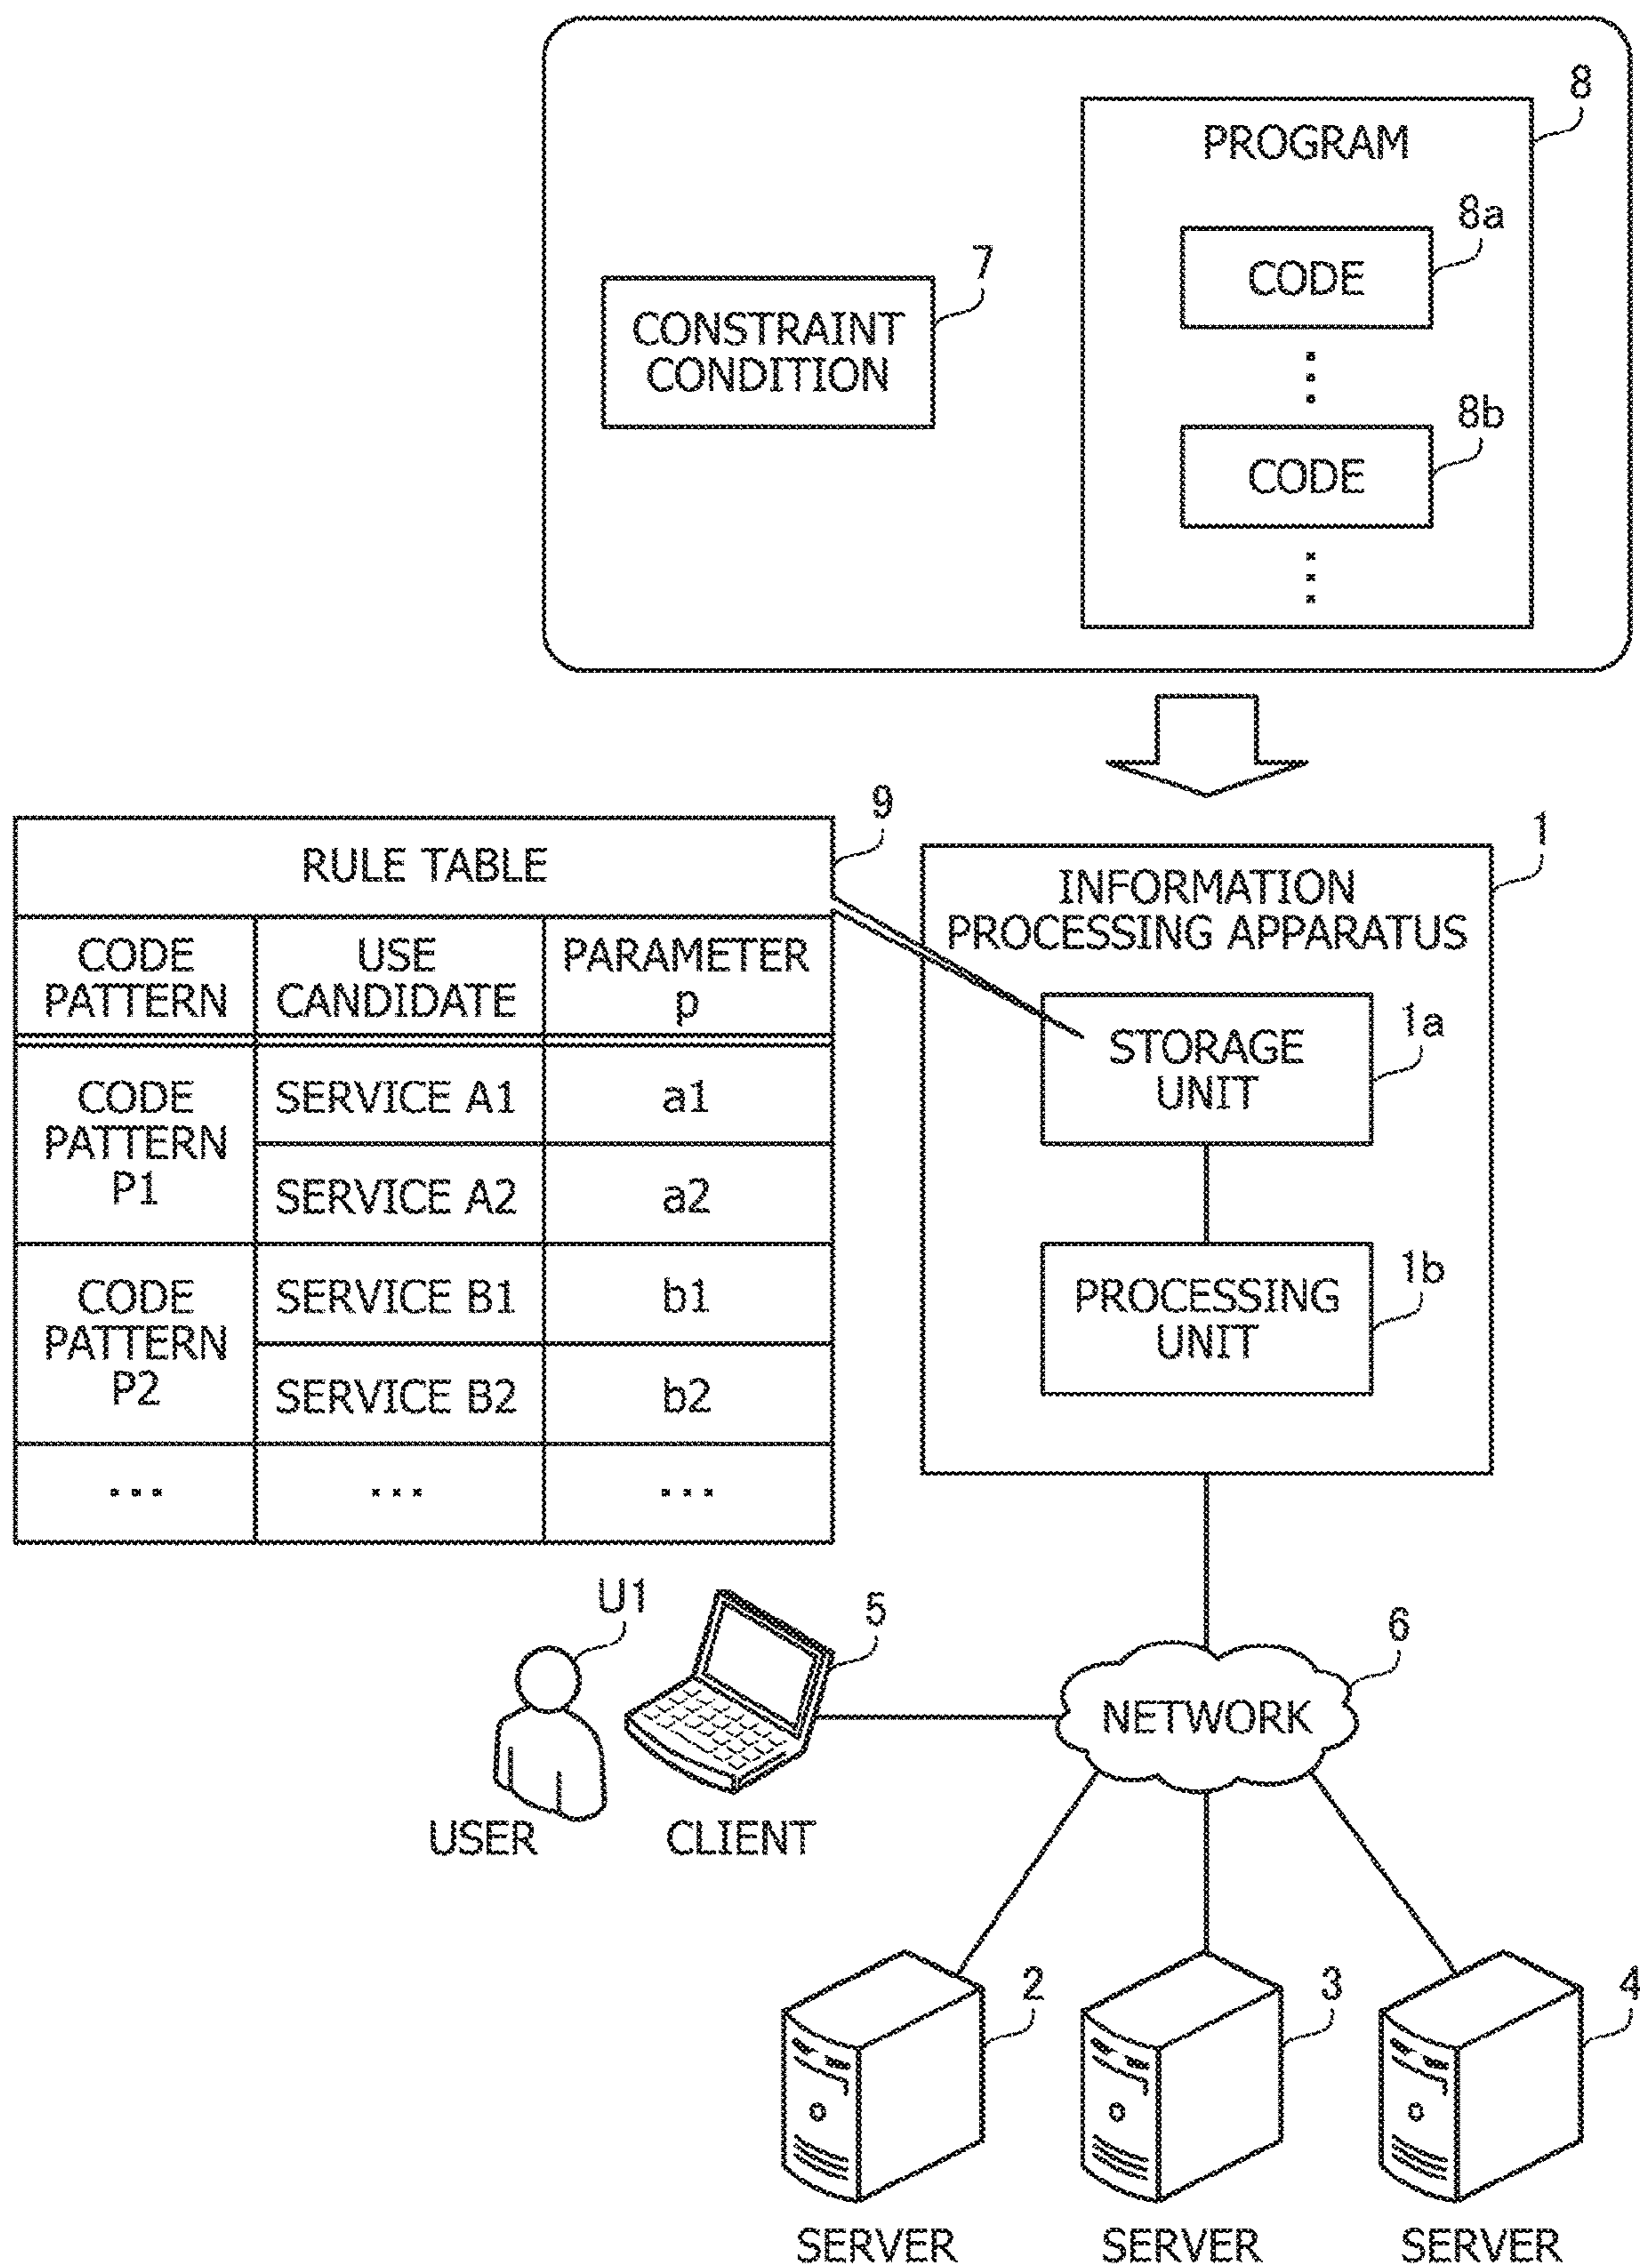 8
PROGRAM
8a
CODE
7
CONSTRAINT
CONDITION
8b
CODE
9
RULE TABLE
CODE
PATTERN
USE
CANDIDATE
PARAMETER
p
CODE
PATTERN
P1
SERVICE A1
a1
SERVICE A2
a2
CODE
PATTERN
P2
SERVICE B1
b1
SERVICE B2
b2
...
...
...
1
INFORMATION
PROCESSING APPARATUS
1a
STORAGE
UNIT
1b
PROCESSING
UNIT
U1
USER
5
CLIENT
6
NETWORK
2
SERVER
3
SERVER
4
SERVER